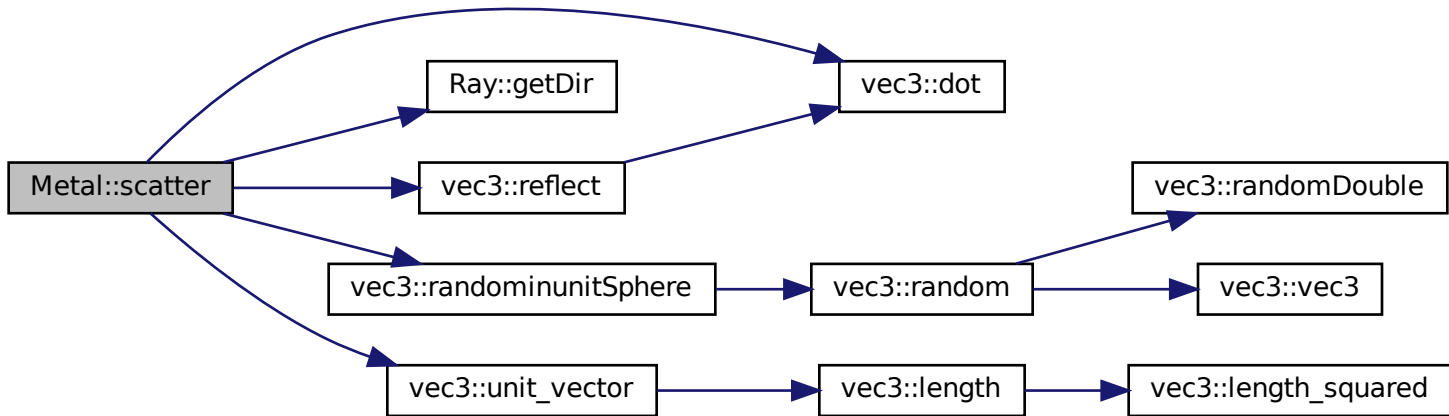 Ray::getDir
vec3::dot
Metal::scatter
vec3::reflect
vec3::randomDouble
vec3::randominunitSphere
vec3::random
vec3::vec3
vec3::unit_vector
vec3::length
vec3::length_squared